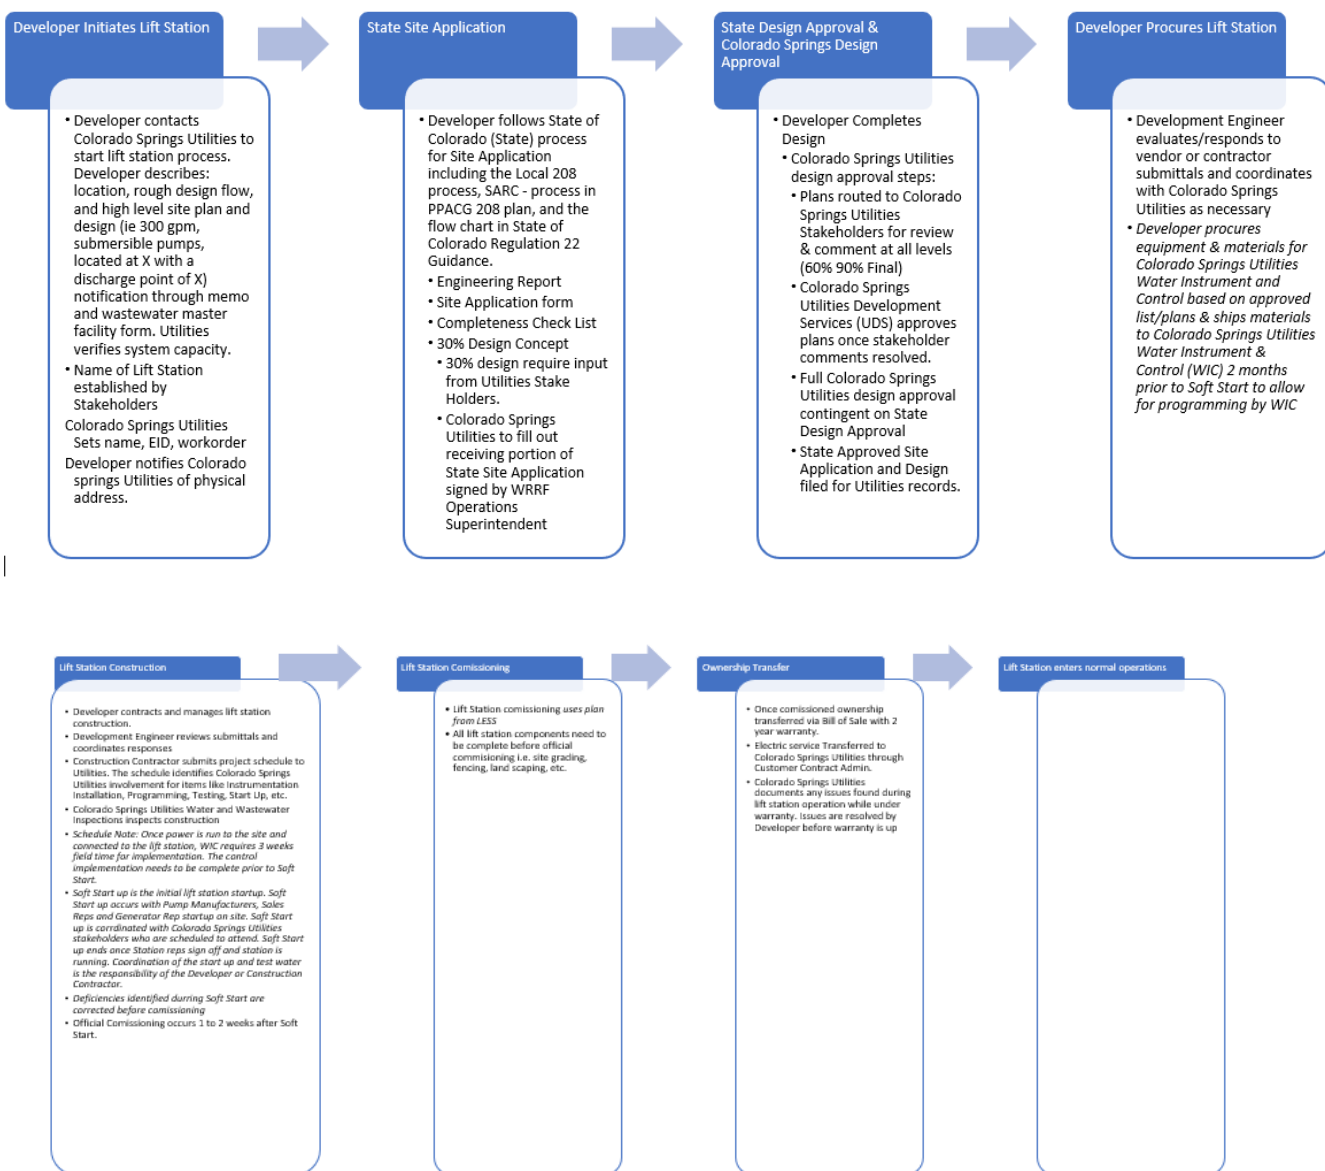 Developer Initiates Lift Station
• Developer contacts
Colorado Springs Utilities to
start lift station process.
Developer describes:
location, rough design flow,
and high level site plan and
design (ie 300 gpm,
submersible pumps,
located at X with a
discharge point of X)
notification through memo
and wastewater master
facility form. Utilities
verifies system capacity.
• Name of Lift Station
established by
Stakeholders
Colorado Springs Utilities
Sets name, EID, workorder
Developer notifies Colorado
springs Utilities of physical
address.
State Site Application
• Developer follows State of
Colorado (State) process
for Site Application
including the Local 208
process, SARC - process in
PPACG 208 plan, and the
flow chart in State of
Colorado Regulation 22
Guidance.
• Engineering Report
• Site Application form
• Completeness Check List
• 30% Design Concept
• 30% design require input
from Utilities Stake
Holders.
• Colorado Springs
Utilities to fill out
receiving portion of
State Site Application
signed by WRRF
Operations
Superintendent
State Design Approval &
Colorado Springs Design
Approval
• Developer Completes
Design
• Colorado Springs Utilities
design approval steps:
• Plans routed to Colorado
Springs Utilities
Stakeholders for review
& comment at all levels
(60% 90% Final)
• Colorado Springs
Utilities Development
Services (UDS) approves
plans once stakeholder
comments resolved.
• Full Colorado Springs
Utilities design approval
contingent on State
Design Approval
• State Approved Site
Application and Design
filed for Utilities records.
Developer Procures Lift Station
• Development Engineer
evaluates/responds to
vendor or contractor
submittals and coordinates
with Colorado Springs
Utilities as necessary
• Developer procures
equipment & materials for
Colorado Springs Utilities
Water Instrument and
Control based on approved
list/plans & ships materials
to Colorado Springs Utilities
Water Instrument &
Control (WIC) 2 months
prior to Soft Start to allow
for programming by WIC
Lift Station Construction
• Developer contracts and manages lift station
construction.
• Development Engineer reviews submittals and
coordinates responses
• Construction Contractor submits project schedule to
Utilities. The schedule identifies Colorado Springs
Utilities involvement for items like Instrumentation
Installation, Programming, Testing, Start Up, etc.
• Colorado Springs Utilities Water and Wastewater
Inspections inspects construction
• Schedule Note: Once power is run to the site and
connected to the lift station, WIC requires 3 weeks
field time for implementation. The control
implementation needs to be complete prior to Soft
Start.
• Soft Start up is the initial lift station startup. Soft
Start up occurs with Pump Manufacturers, Sales
Reps and Generator Rep startup on site. Soft Start
up is corrdinated with Colorado Springs Utilities
stakeholders who are scheduled to attend. Soft Start
up ends once Station reps sign off and station is
running. Coordination of the start up and test water
is the responsibility of the Developer or Construction
Contractor.
• Deficiencies identified durring Soft Start are
corrected before comissioning
• Official Comissioning occurs 1 to 2 weeks after Soft
Start.
Lift Station Comissioning
• Lift Station comissioning uses plan
from LESS
• All lift station components need to
be complete before official
commisioning i.e. site grading,
fencing, land scaping, etc.
Ownership Transfer
• Once comissioned ownership
transferred via Bill of Sale with 2
year warranty.
• Electric service Transferred to
Colorado Springs Utilities through
Customer Contract Admin.
• Colorado Springs Utilities
documents any issues found during
lift station operation while under
warranty. Issues are resolved by
Developer before warranty is up
Lift Station enters normal operations